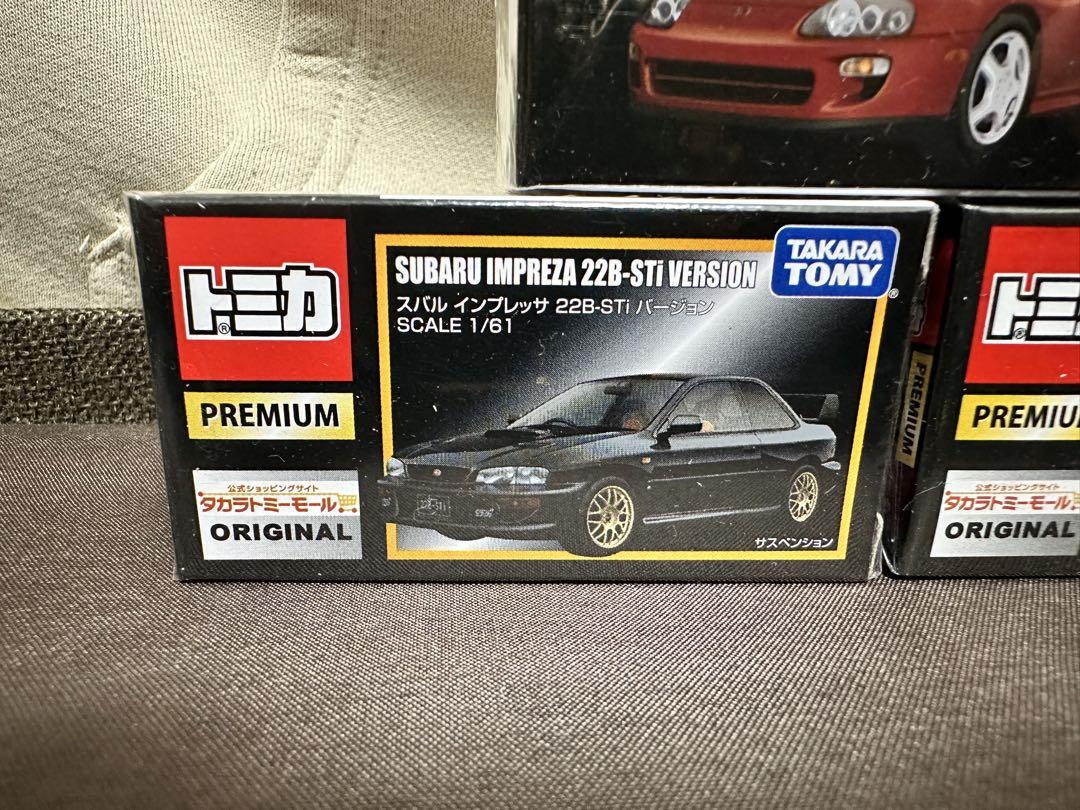 トミカ
®
PREMIUM
公式ショッピングサイト
タカラトミーモール
ORIGINAL
SUBARU IMPREZA 22B-STi VERSION
スバル インプレッサ 22B-STi バージョン
SCALE 1/61
TAKARA
TOMY
®
22B-STi
サスペンション
PREMIUM
トミ
®
PREMIU
公式ショッピングサイト
タカラトミーモール
ORIGINAL